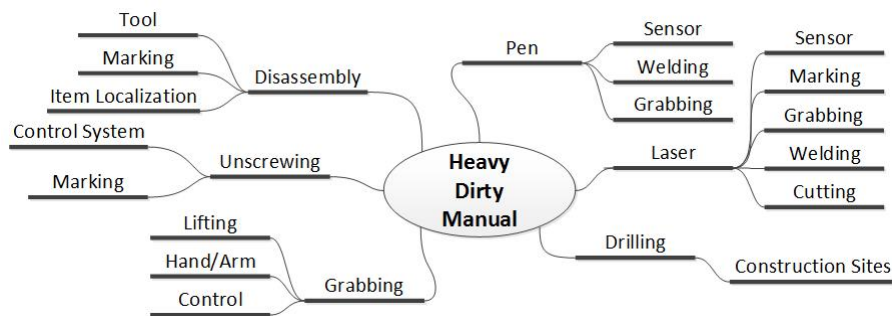 Heavy
Dirty
Manual
Disassembly
Tool
Marking
Item Localization
Unscrewing
Control System
Marking
Grabbing
Lifting
Hand/Arm
Control
Pen
Sensor
Welding
Grabbing
Laser
Sensor
Marking
Grabbing
Welding
Cutting
Drilling
Construction Sites